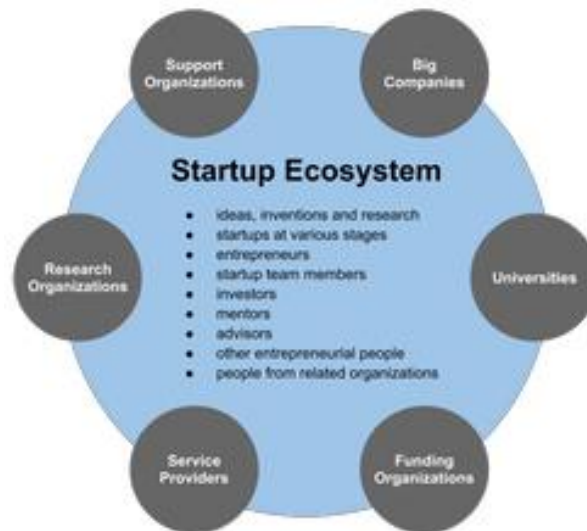 Support
Organizations
Big
Companies
Startup Ecosystem
• ideas, inventions and research
• startups at various stages
• entrepreneurs
• startup team members
• investors
• mentors
• advisors
• other entrepreneurial people
• people from related organizations
Research
Organizations
Universities
Service
Providers
Funding
Organizations